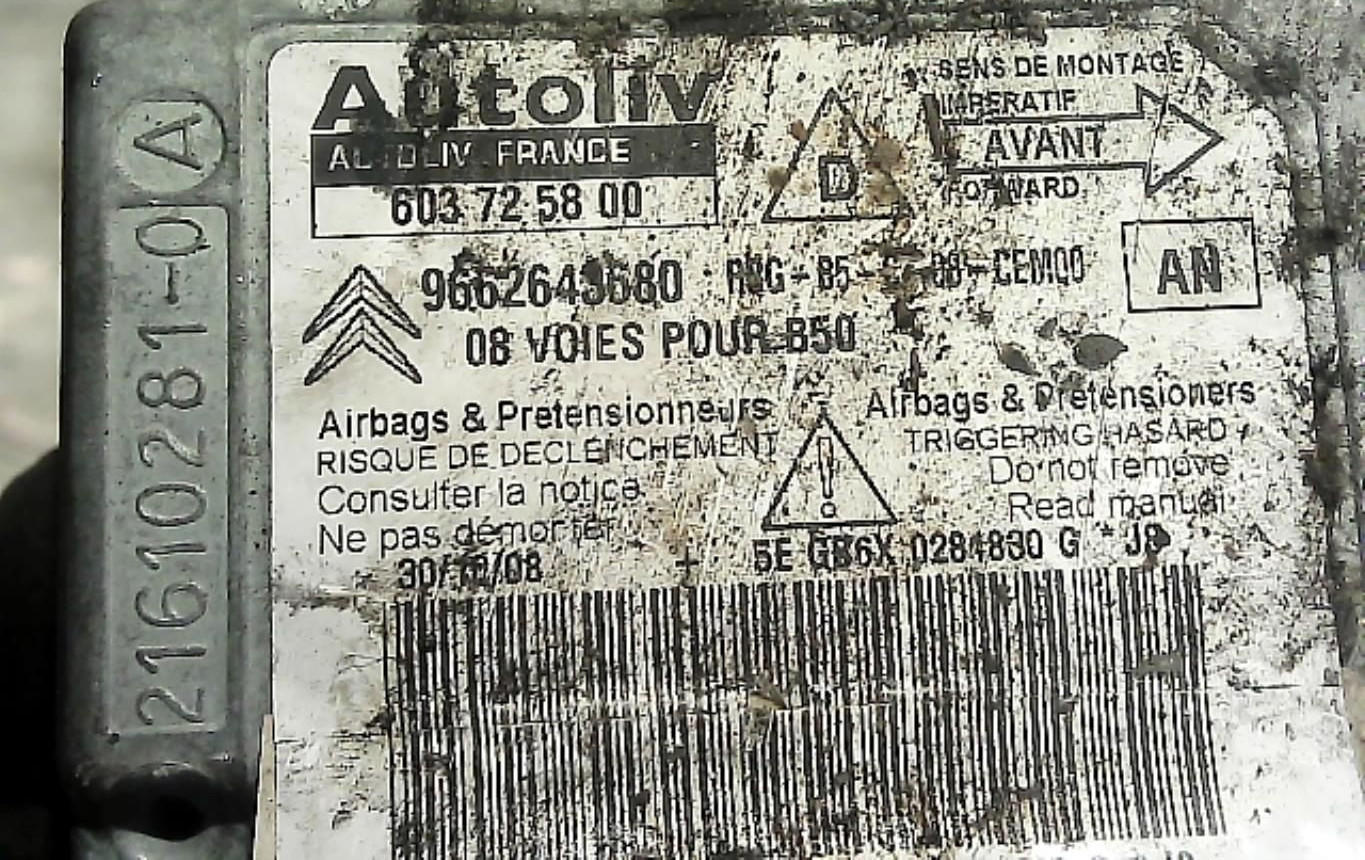 Autoliv
AUTOLIV FRANCE
603 72 58 00
SENS DE MONTAGE
IMPERATIF
AVANT
FORWARD
9662643680
CEM00
AN
08 VOIES POUR B50
Airbags & Pretensionneurs
RISQUE DE DECLENCHEMENT
Consulter la notice
Ne pas démonter
Airbags & Pretensioners
TRIGGERING HASARD
Do not remove
Read manual
5E 0284830 G
21610281-0 A